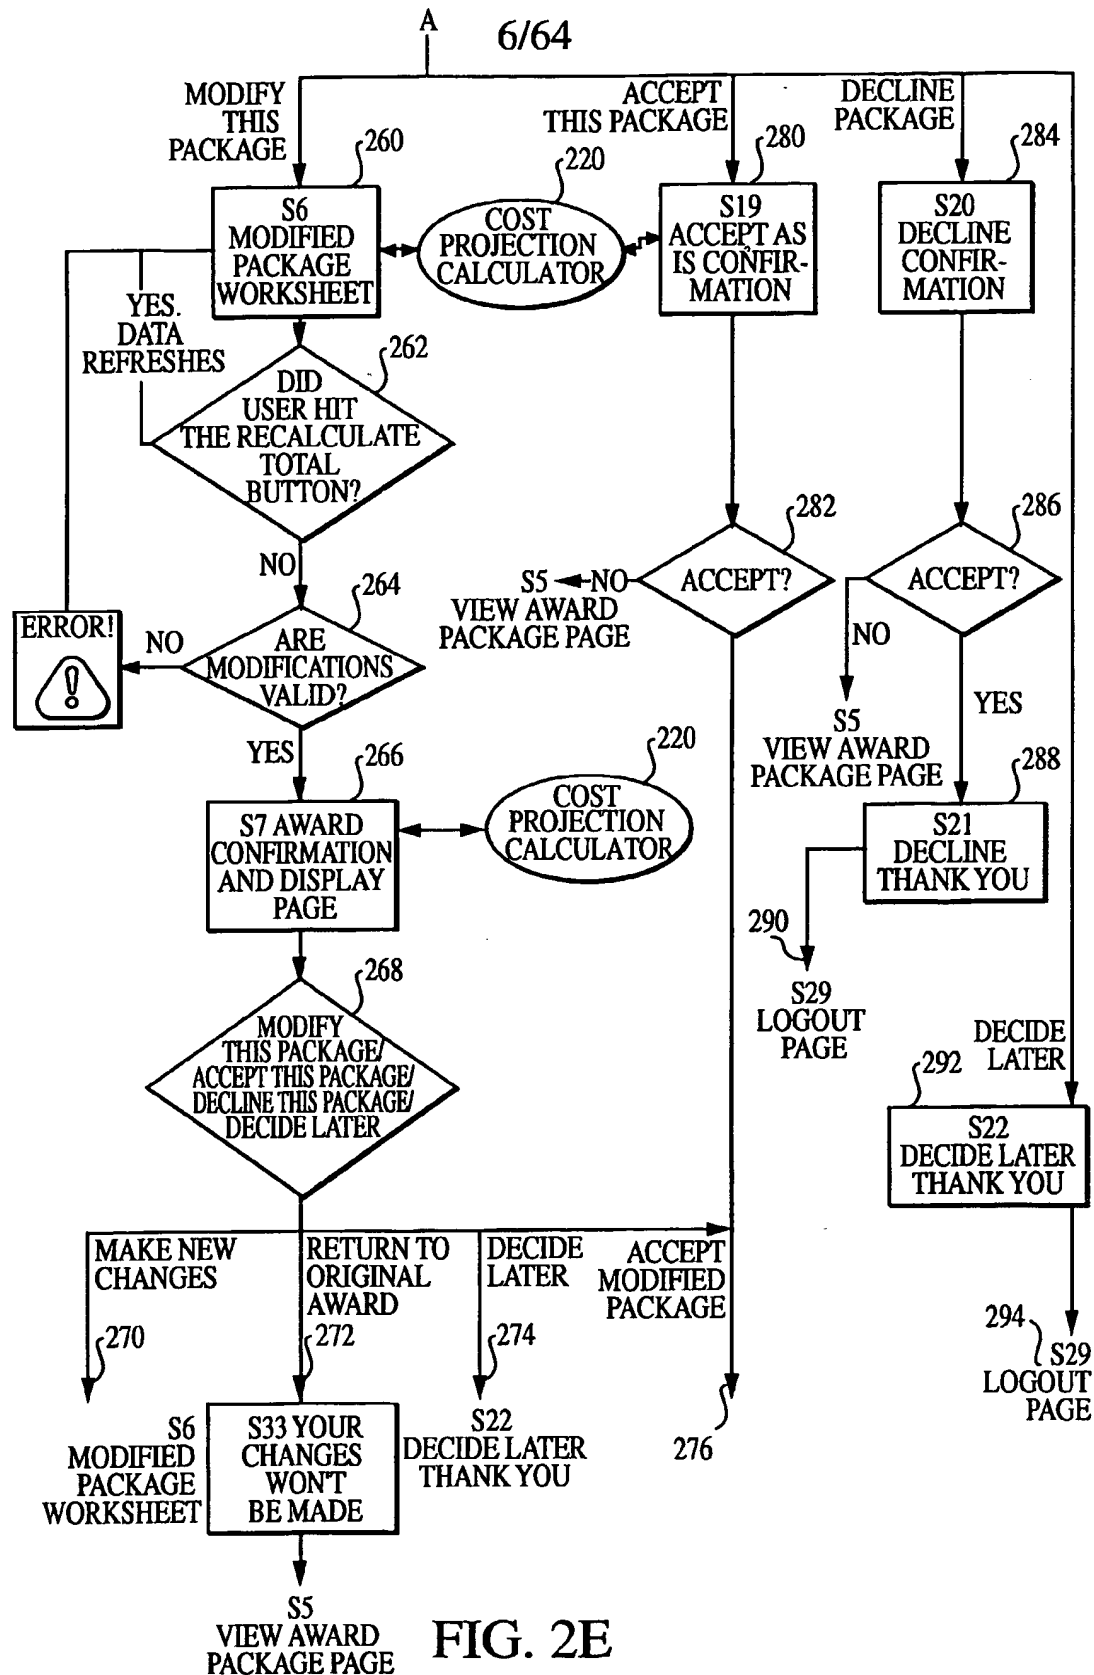 A
6/64
MODIFY
THIS
PACKAGE
ACCEPT
THIS PACKAGE
DECLINE
PACKAGE
260
220
280
284
S6
MODIFIED
PACKAGE
WORKSHEET
COST
PROJECTION
CALCULATOR
S19
ACCEPT AS
IS CONFIR-
MATION
S20
DECLINE
CONFIR-
MATION
YES.
DATA
REFRESHES
262
DID
USER HIT
THE RECALCULATE
TOTAL
BUTTON?
NO
282
286
ACCEPT?
ACCEPT?
S5
NO
VIEW AWARD
PACKAGE PAGE
NO
S5
VIEW AWARD
PACKAGE PAGE
YES
264
ERROR!
!
NO
ARE
MODIFICATIONS
VALID?
YES
266
220
288
S7 AWARD
CONFIRMATION
AND DISPLAY
PAGE
COST
PROJECTION
CALCULATOR
S21
DECLINE
THANK YOU
290
S29
LOGOUT
PAGE
268
MODIFY
THIS PACKAGE/
ACCEPT THIS PACKAGE/
DECLINE THIS PACKAGE/
DECIDE LATER
DECIDE
LATER
292
S22
DECIDE LATER
THANK YOU
MAKE NEW
CHANGES
RETURN TO
ORIGINAL
AWARD
DECIDE
LATER
ACCEPT
MODIFIED
PACKAGE
270
272
274
276
294
S29
LOGOUT
PAGE
S6
MODIFIED
PACKAGE
WORKSHEET
S33 YOUR
CHANGES
WON'T
BE MADE
S22
DECIDE LATER
THANK YOU
S5
VIEW AWARD
PACKAGE PAGE
FIG. 2E